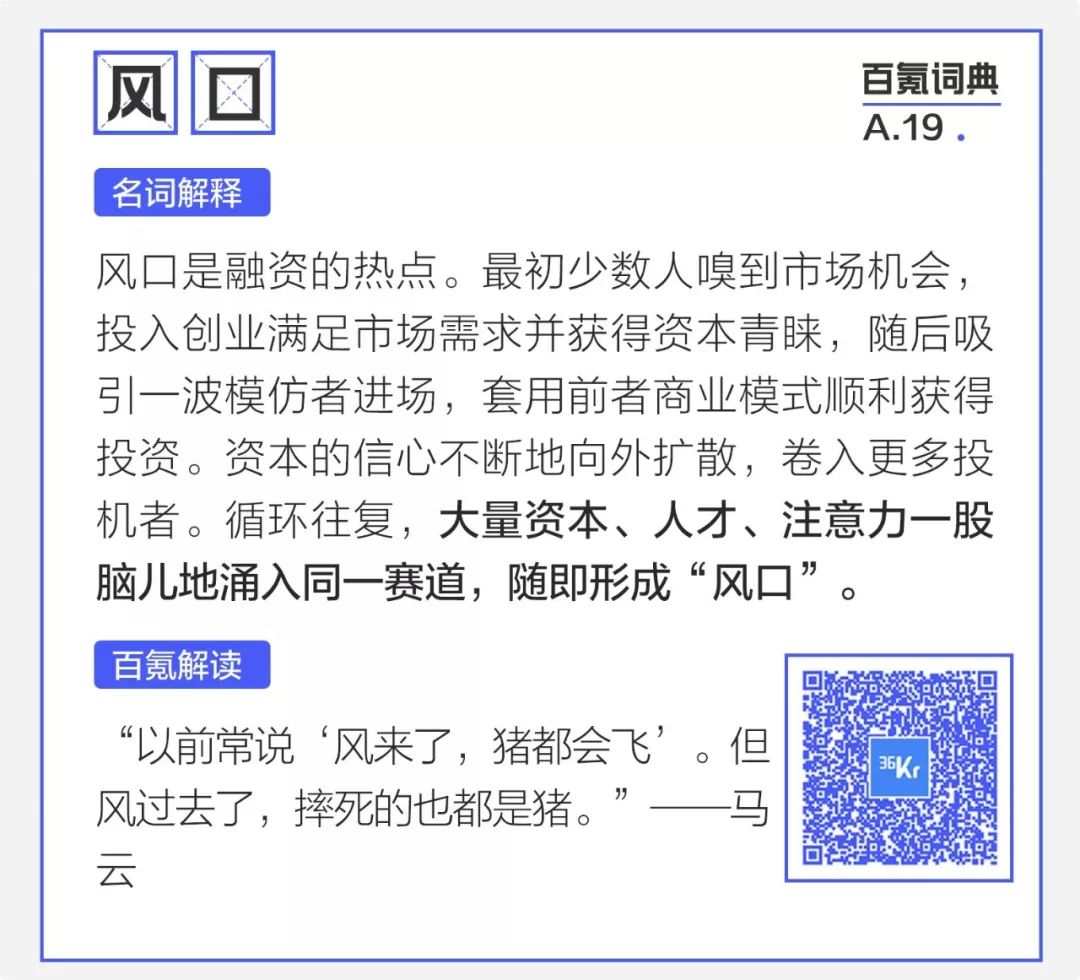 风口
百氪词典
A.19 .
名词解释
风口是融资的热点。最初少数人嗅到市场机会，
投入创业满足市场需求并获得资本青睐，随后吸
引一波模仿者进场，套用前者商业模式顺利获得
投资。资本的信心不断地向外扩散，卷入更多投
机者。循环往复，大量资本、人才、注意力一股
脑儿地涌入同一赛道，随即形成“风口”。
百氪解读
“以前常说‘风来了，猪都会飞’。但
风过去了，摔死的也都是猪。”——马
云
36Kr